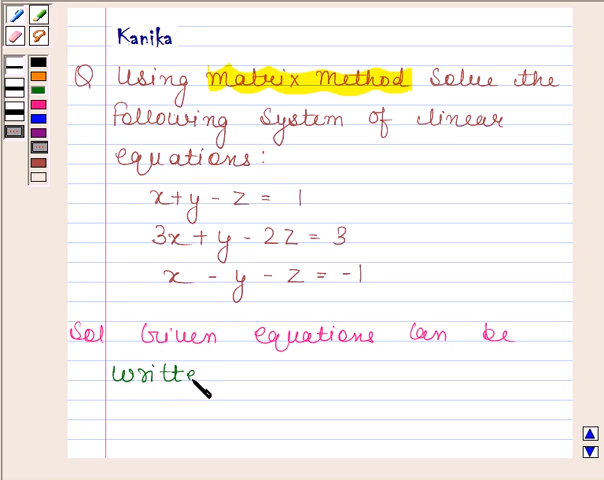 Kanika
Q Using Matrix Method Solve the
Following System of linear
equations:
x+y-z = 1
3x+y-2z=3
x-y-z=-1
Sol Given equations can be
writte